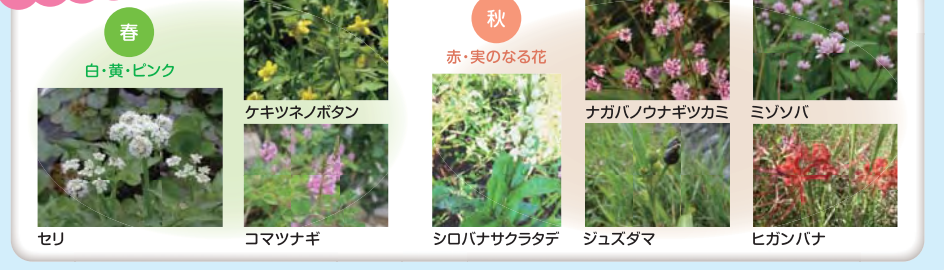 春
白・黄・ピンク
ケキツネノボタン
セリ
コマツナギ
秋
赤・実のなる花
ナガバノウナギツカミ
ミゾソバ
シロバナサクラタデ
ジュズダマ
ヒガンバナ